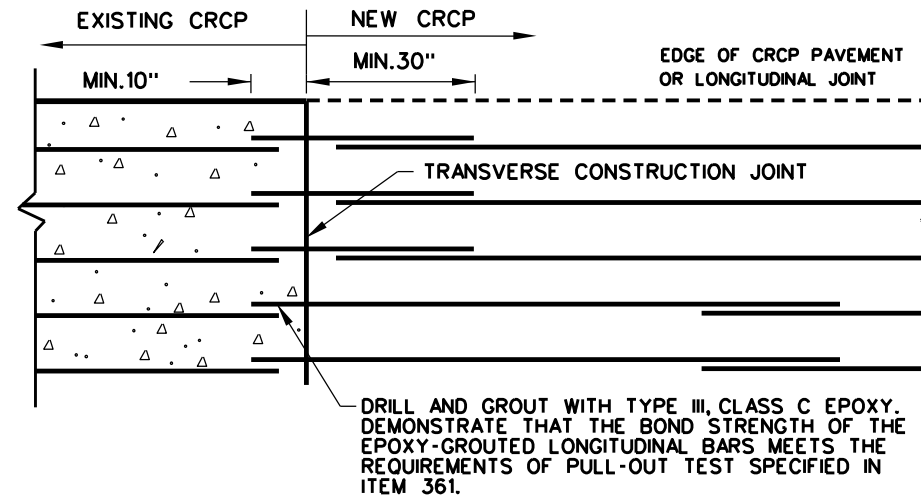 EXISTING CRCP
NEW CRCP
MIN.10"
MIN.30"
EDGE OF CRCP PAVEMENT
OR LONGITUDINAL JOINT
TRANSVERSE CONSTRUCTION JOINT
DRILL AND GROUT WITH TYPE III, CLASS C EPOXY.
DEMONSTRATE THAT THE BOND STRENGTH OF THE
EPOXY-GROUTED LONGITUDINAL BARS MEETS THE
REQUIREMENTS OF PULL-OUT TEST SPECIFIED IN
ITEM 361.